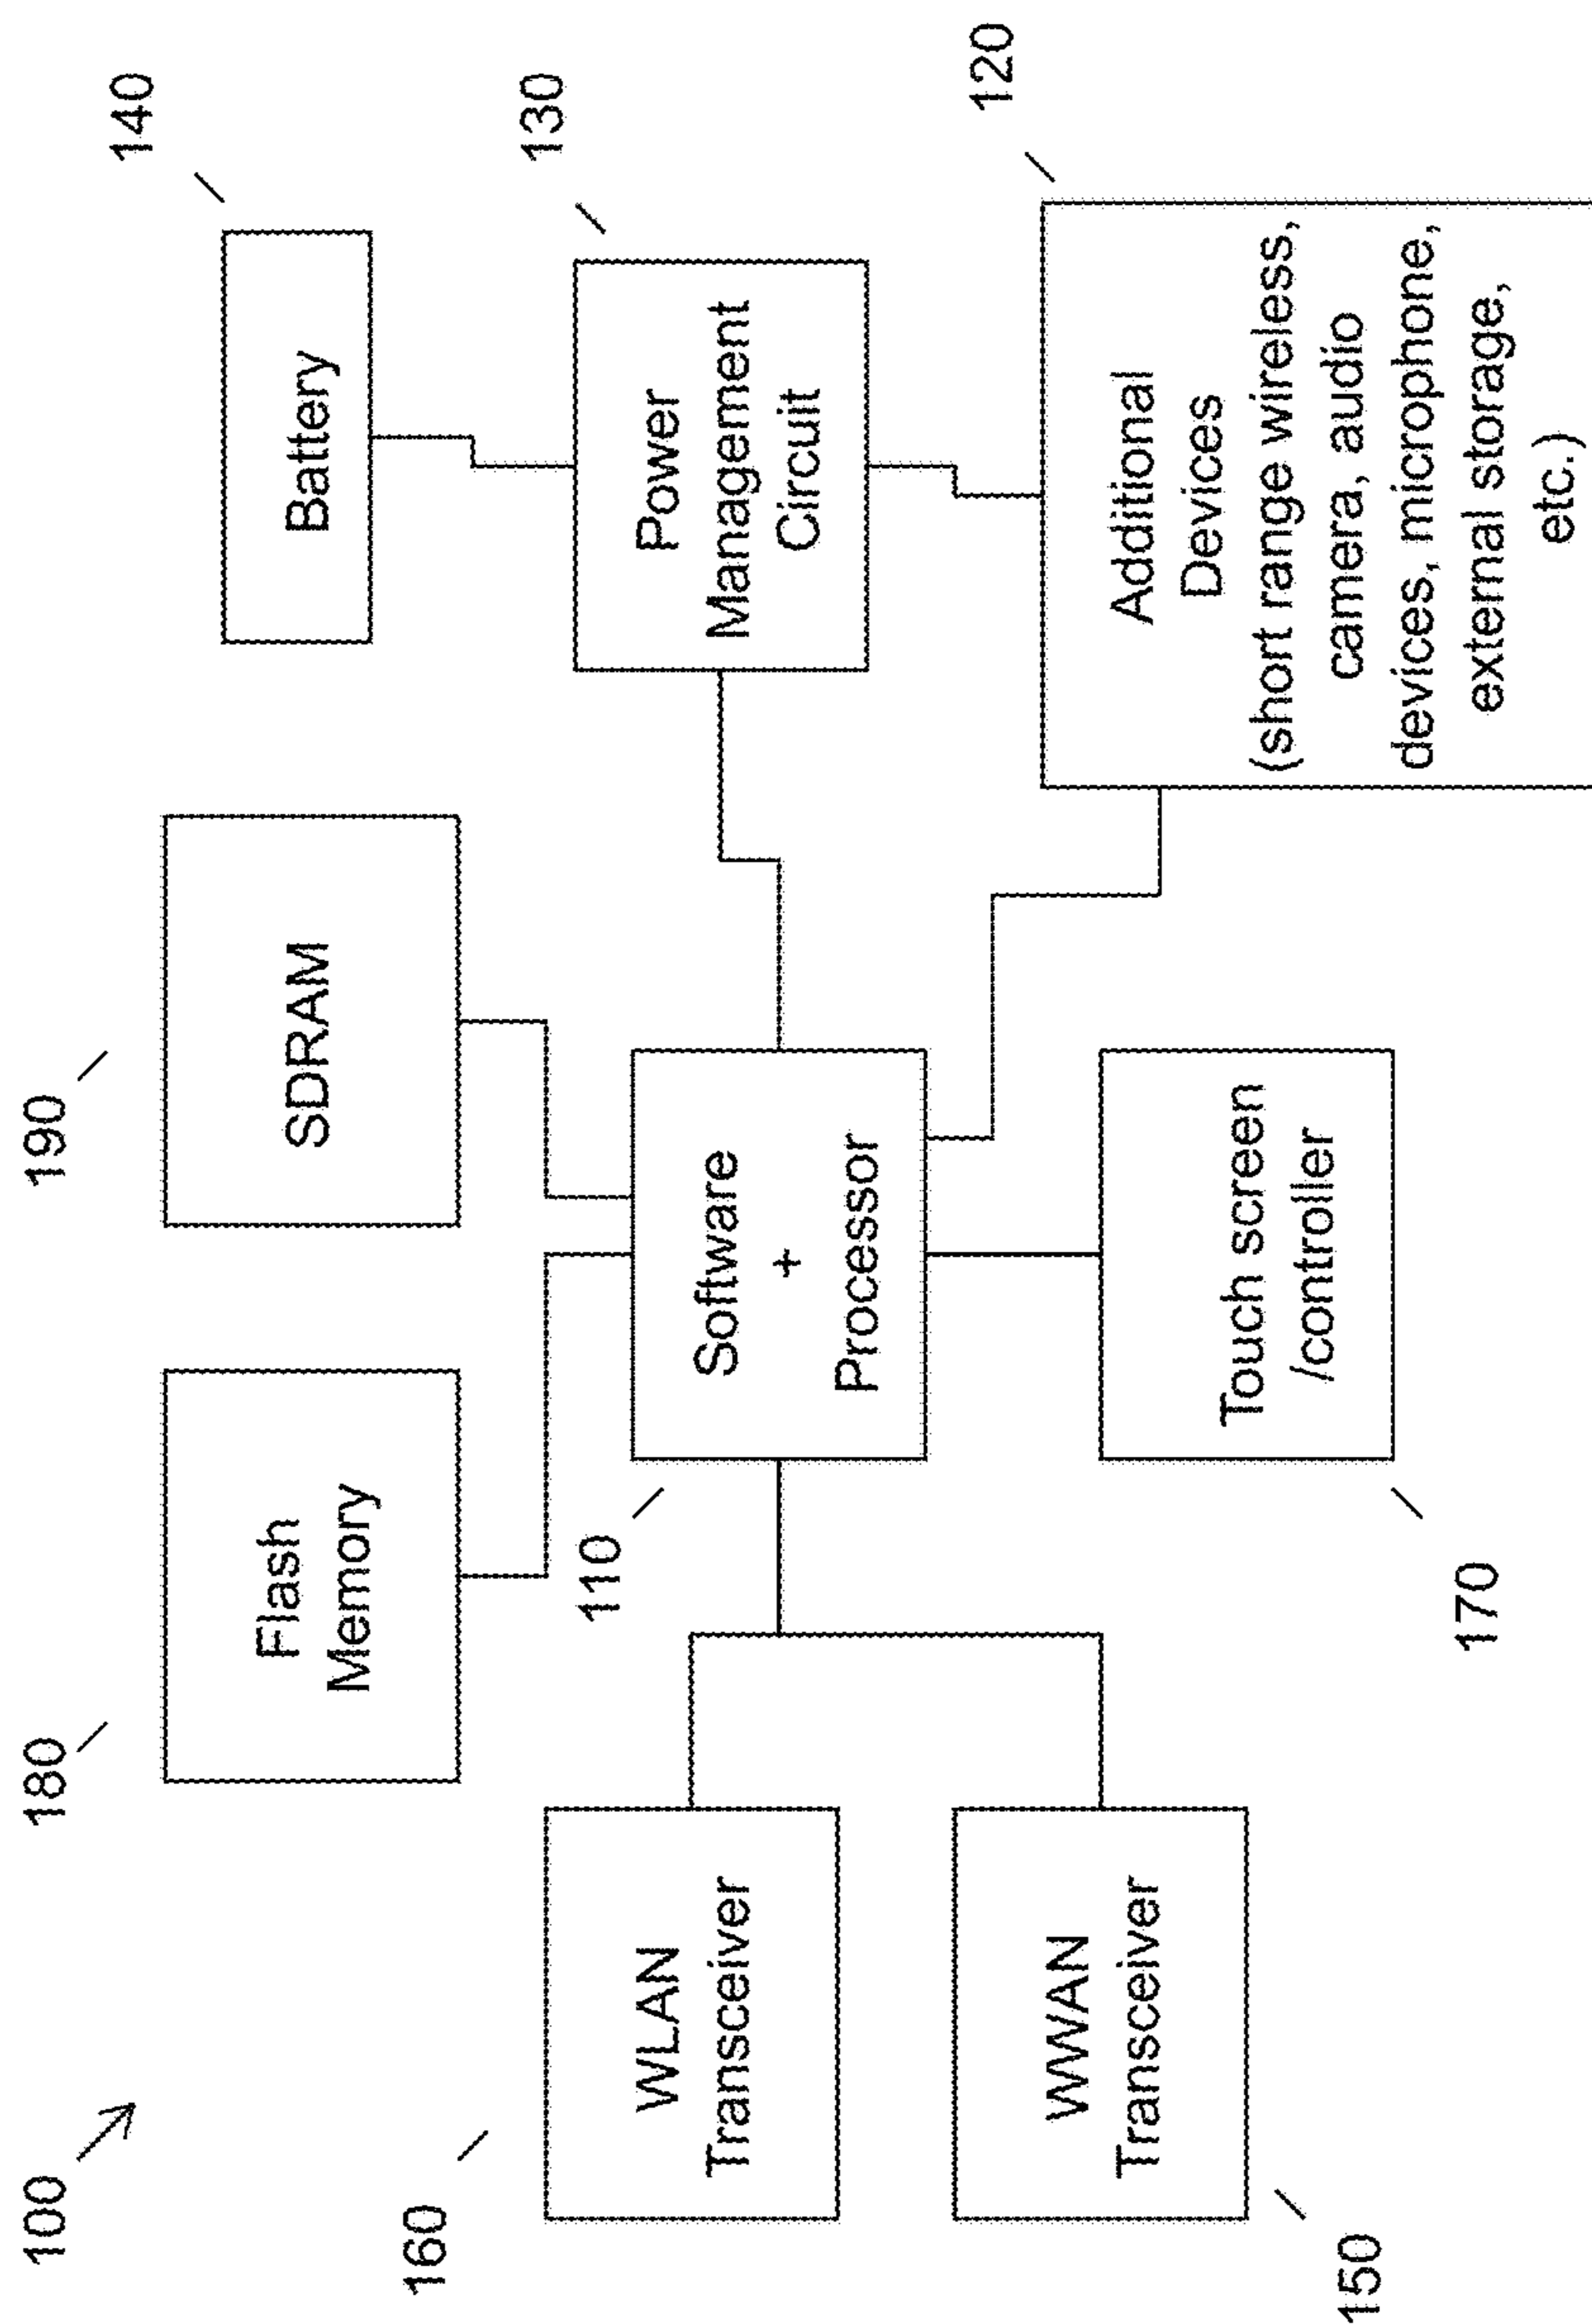 100
180
190
140
Flash
Memory
SDRAM
Battery
160
110
130
WLAN
Transceiver
Software
+
Processor
Power
Management
Circuit
WWAN
Transceiver
150
Touch screen
/controller
170
120
Additional
Devices
(short range wireless,
camera, audio
devices, microphone,
external storage,
etc.)